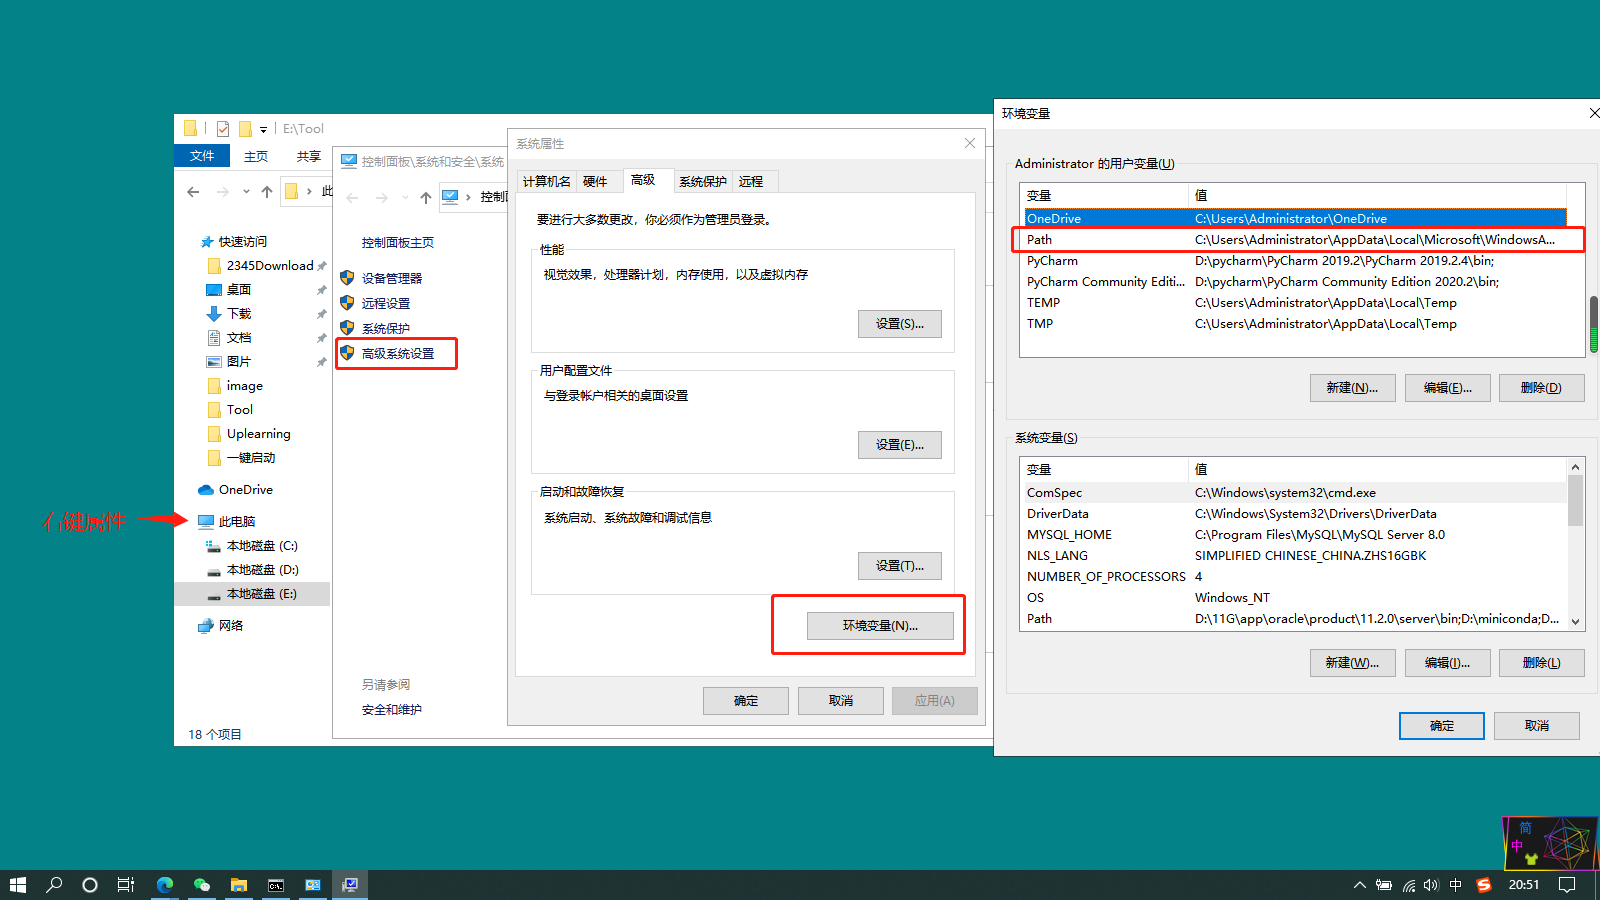 E:\Tool
文件
主页
共享
此
快速访问
2345Download
桌面
下载
文档
图片
image
Tool
Uplearning
一键启动
OneDrive
右键属性
此电脑
本地磁盘 (C:)
本地磁盘 (D:)
本地磁盘 (E:)
网络
18 个项目
控制面板\系统和安全\系统
控制
控制面板主页
设备管理器
远程设置
系统保护
高级系统设置
另请参阅
安全和维护
系统属性
计算机名
硬件
高级
系统保护
远程
要进行大多数更改，你必须作为管理员登录。
性能
视觉效果，处理器计划，内存使用，以及虚拟内存
设置(S)...
用户配置文件
与登录帐户相关的桌面设置
设置(E)...
启动和故障恢复
系统启动、系统故障和调试信息
设置(T)...
环境变量(N)...
确定
取消
应用(A)
环境变量
Administrator 的用户变量(U)
变量 值
OneDrive C:\Users\Administrator\OneDrive
Path C:\Users\Administrator\AppData\Local\Microsoft\WindowsA...
PyCharm D:\pycharm\PyCharm 2019.2\PyCharm 2019.2.4\bin;
PyCharm Community Editi... D:\pycharm\PyCharm Community Edition 2020.2\bin;
TEMP C:\Users\Administrator\AppData\Local\Temp
TMP C:\Users\Administrator\AppData\Local\Temp
新建(N)...
编辑(E)...
删除(D)
系统变量(S)
变量 值
ComSpec C:\Windows\system32\cmd.exe
DriverData C:\Windows\System32\Drivers\DriverData
MYSQL_HOME C:\Program Files\MySQL\MySQL Server 8.0
NLS_LANG SIMPLIFIED CHINESE_CHINA.ZHS16GBK
NUMBER_OF_PROCESSORS 4
OS Windows_NT
Path D:\11G\app\oracle\product\11.2.0\server\bin;D:\miniconda;D...
新建(W)...
编辑(I)...
删除(L)
确定
取消
简
中
C:\.
中
S
20:51